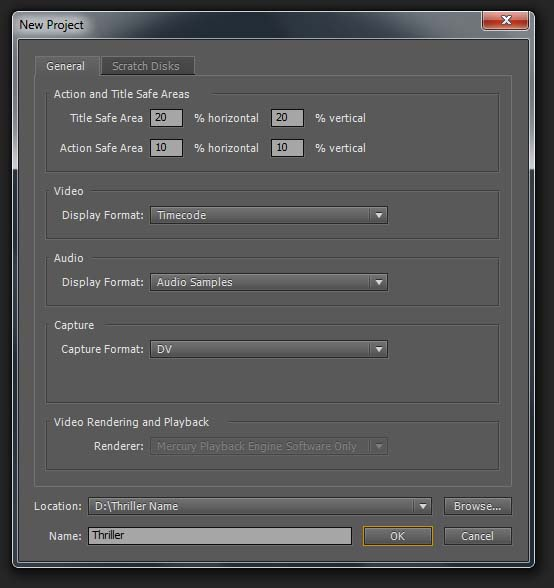 New Project
General Scratch Disks
Action and Title Safe Areas
Title Safe Area 20 % horizontal 20 % vertical
Action Safe Area 10 % horizontal 10 % vertical
Video
Display Format: Timecode
Audio
Display Format: Audio Samples
Capture
Capture Format: DV
Video Rendering and Playback
Renderer: Mercury Playback Engine Software Only
Location: D:\Thriller Name Browse...
Name: Thriller OK Cancel